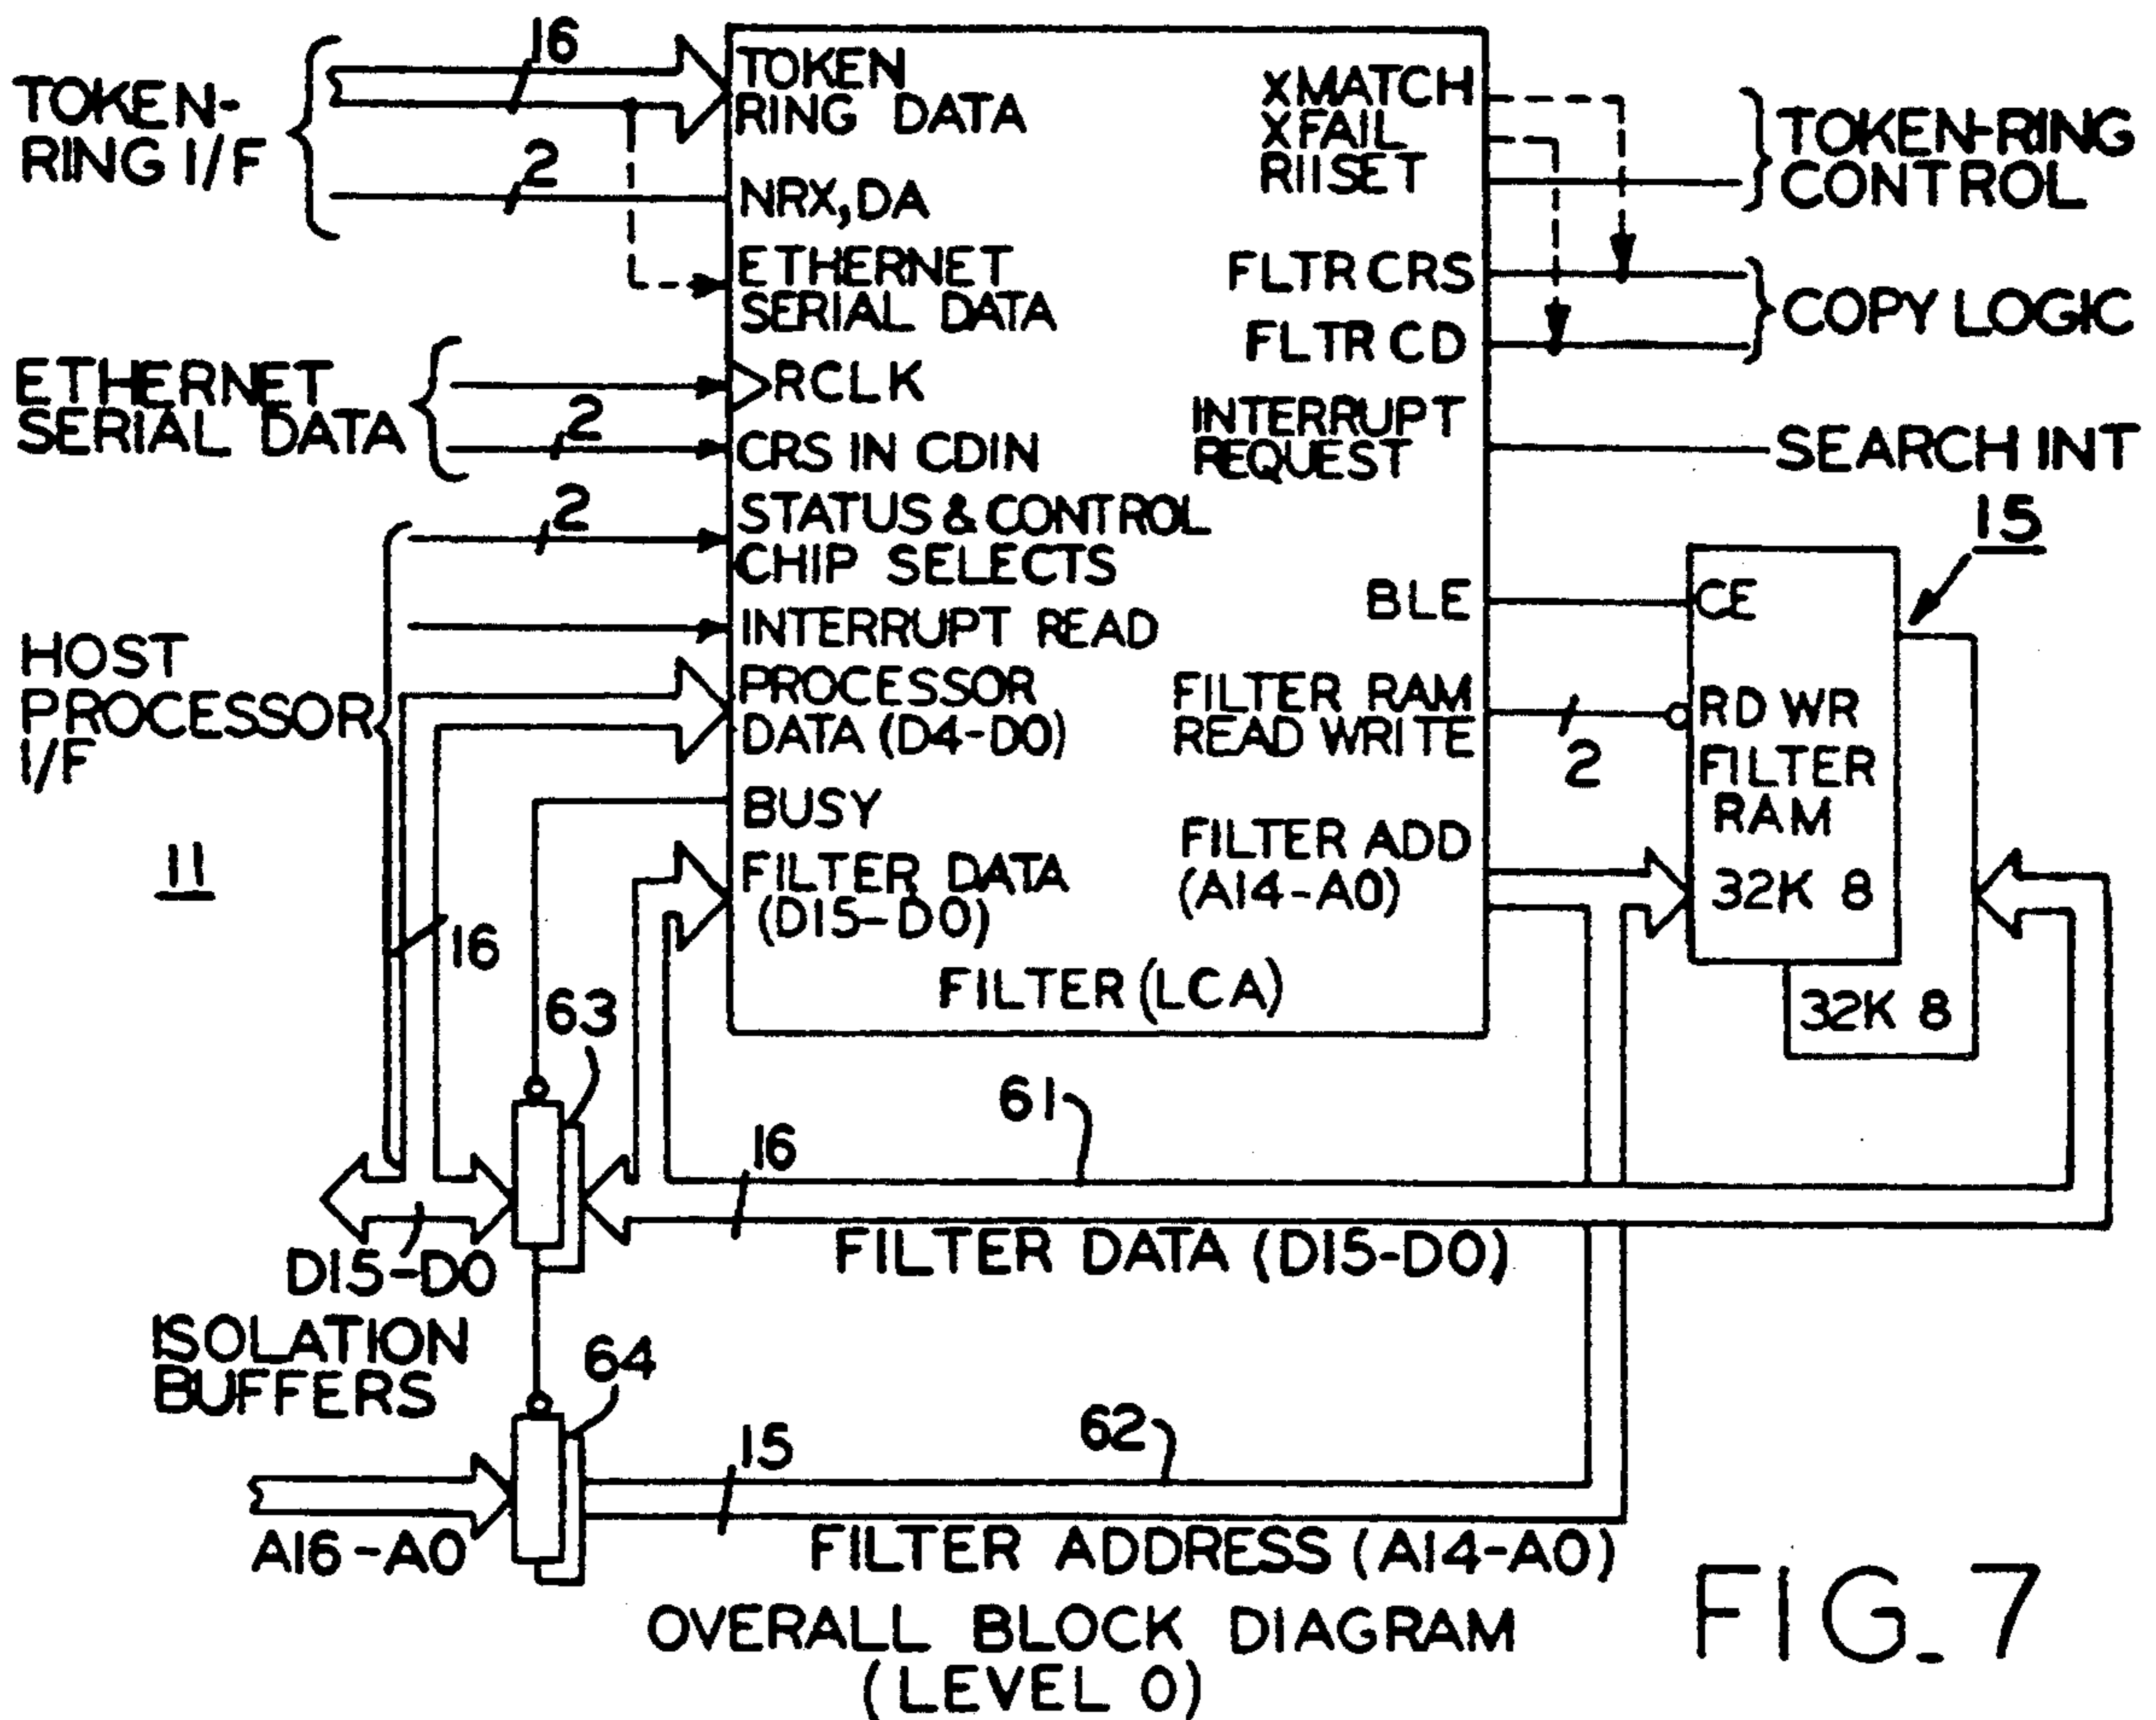 16
TOKEN-
RING I/F
2
TOKEN
RING DATA
NRX, DA
ETHERNET
SERIAL DATA
ETHERNET
SERIAL DATA
RCLK
2
CRS IN CDIN
2
STATUS & CONTROL
CHIP SELECTS
INTERRUPT READ
HOST
PROCESSOR
I/F
PROCESSOR
DATA (D4-D0)
BUSY
FILTER DATA
(D15-D0)
11
16
XMATCH
XFAIL
RIISET
TOKEN-RING
CONTROL
FLTR CRS
FLTR CD
COPY LOGIC
INTERRUPT
REQUEST
SEARCH INT
15
BLE
CE
FILTER RAM
READ WRITE
2
RD WR
FILTER
RAM
32K 8
32K 8
FILTER ADD
(A14-A0)
FILTER (LCA)
63
61
16
D15-D0
FILTER DATA (D15-D0)
ISOLATION
BUFFERS
64
15
62
A16-A0
FILTER ADDRESS (A14-A0)
OVERALL BLOCK DIAGRAM
(LEVEL 0)
FIG. 7